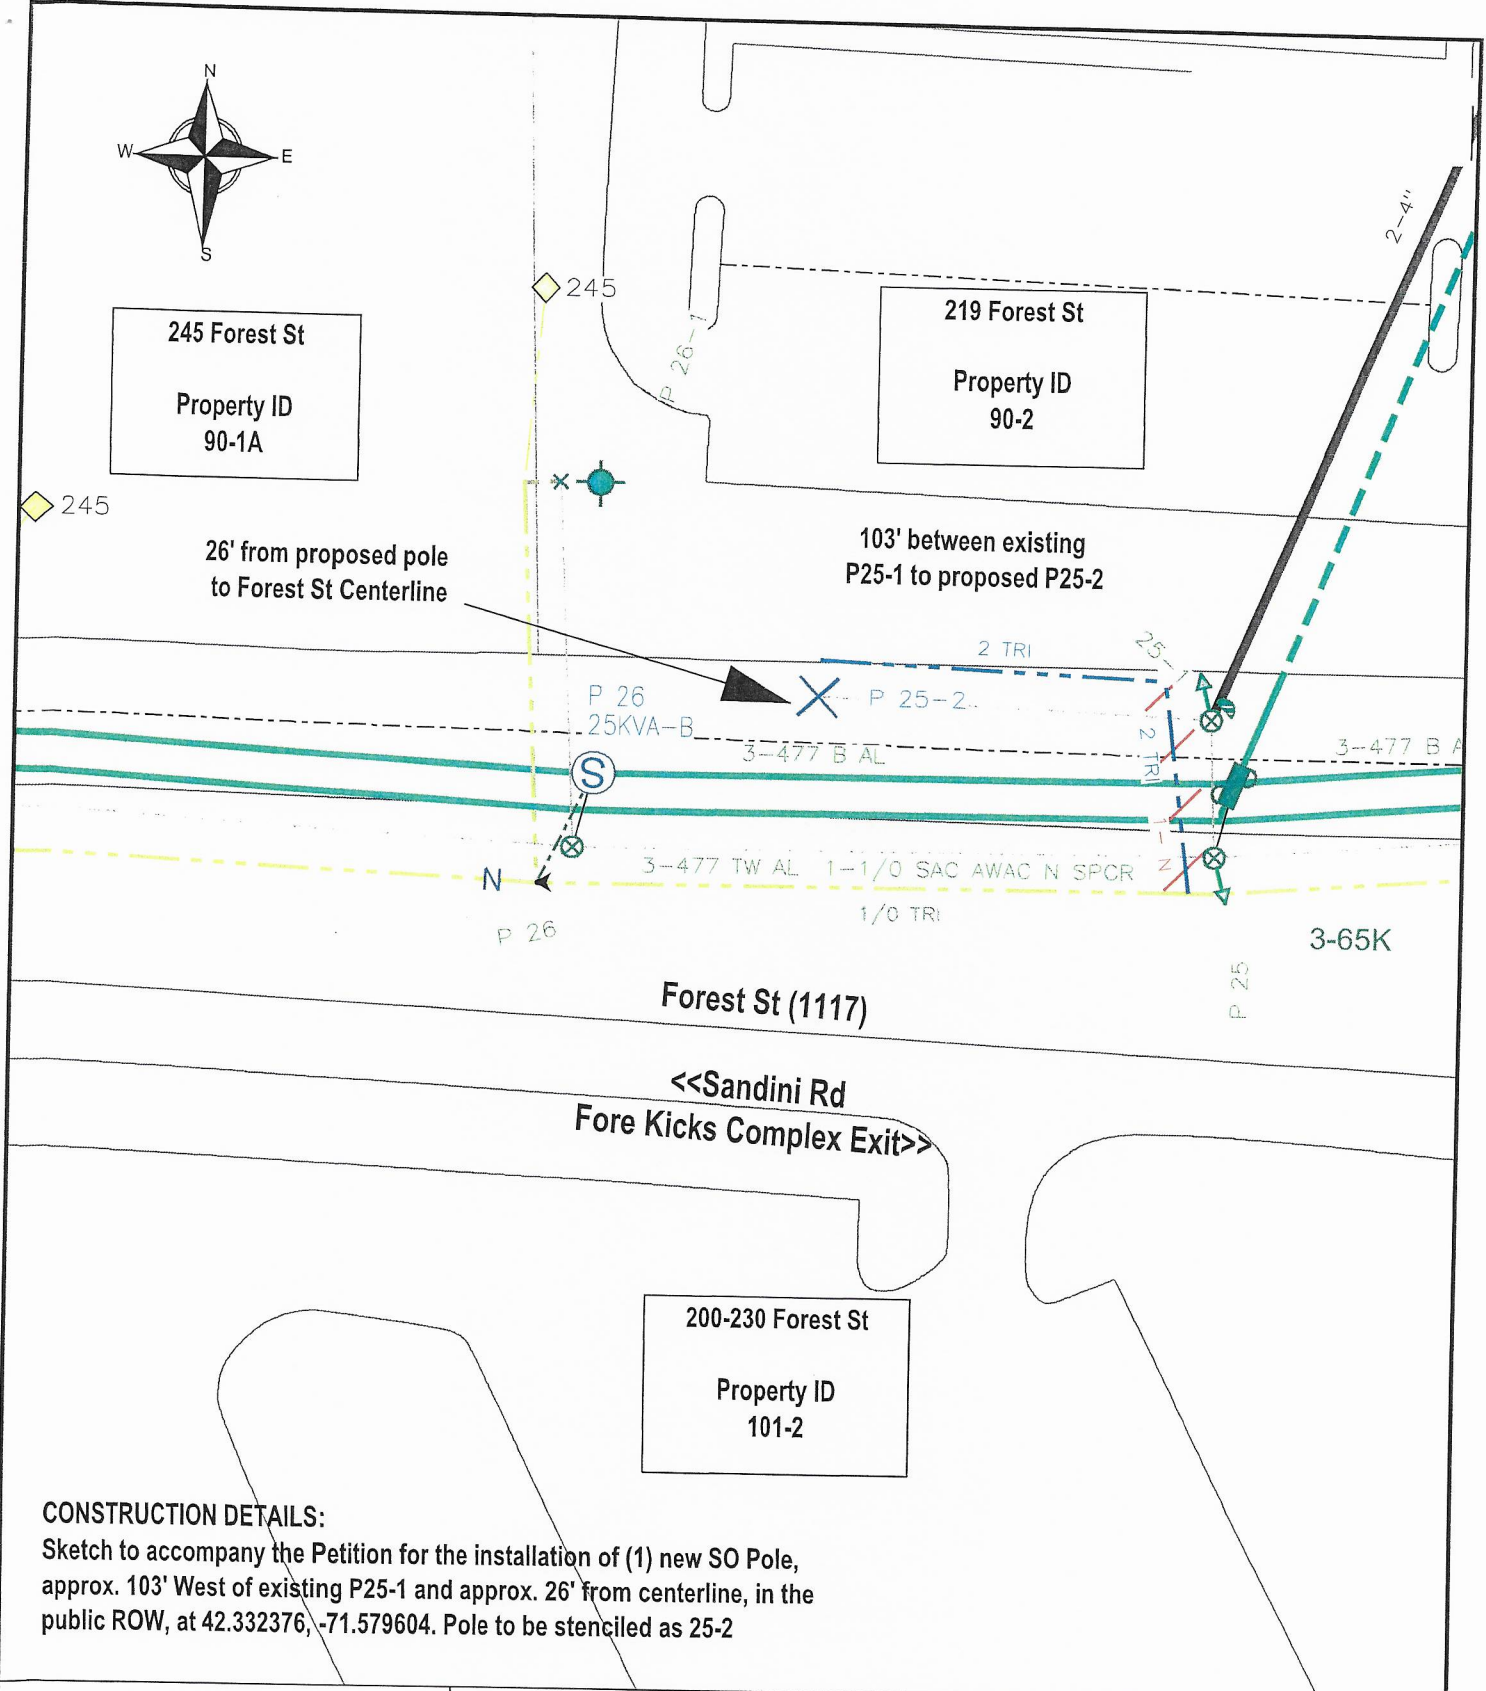 N
W
E
S
2-4"
245
245 Forest St
Property ID
90-1A
P 26-1
219 Forest St
Property ID
90-2
245
26' from proposed pole
to Forest St Centerline
103' between existing
P25-1 to proposed P25-2
2 TRI
25-
P 26
25KVA-B
P 25-2
2 TRI
3-477 B AL
3-477 B A
S
1-N
N
3-477 TW AL 1-1/0 SAC AWAC N SPCR
1/0 TRI
P 26
3-65K
P 25
Forest St (1117)
<<Sandini Rd
Fore Kicks Complex Exit>>
200-230 Forest St
Property ID
101-2
CONSTRUCTION DETAILS:
Sketch to accompany the Petition for the installation of (1) new SO Pole,
approx. 103' West of existing P25-1 and approx. 26' from centerline, in the
public ROW, at 42.332376, -71.579604. Pole to be stenciled as 25-2